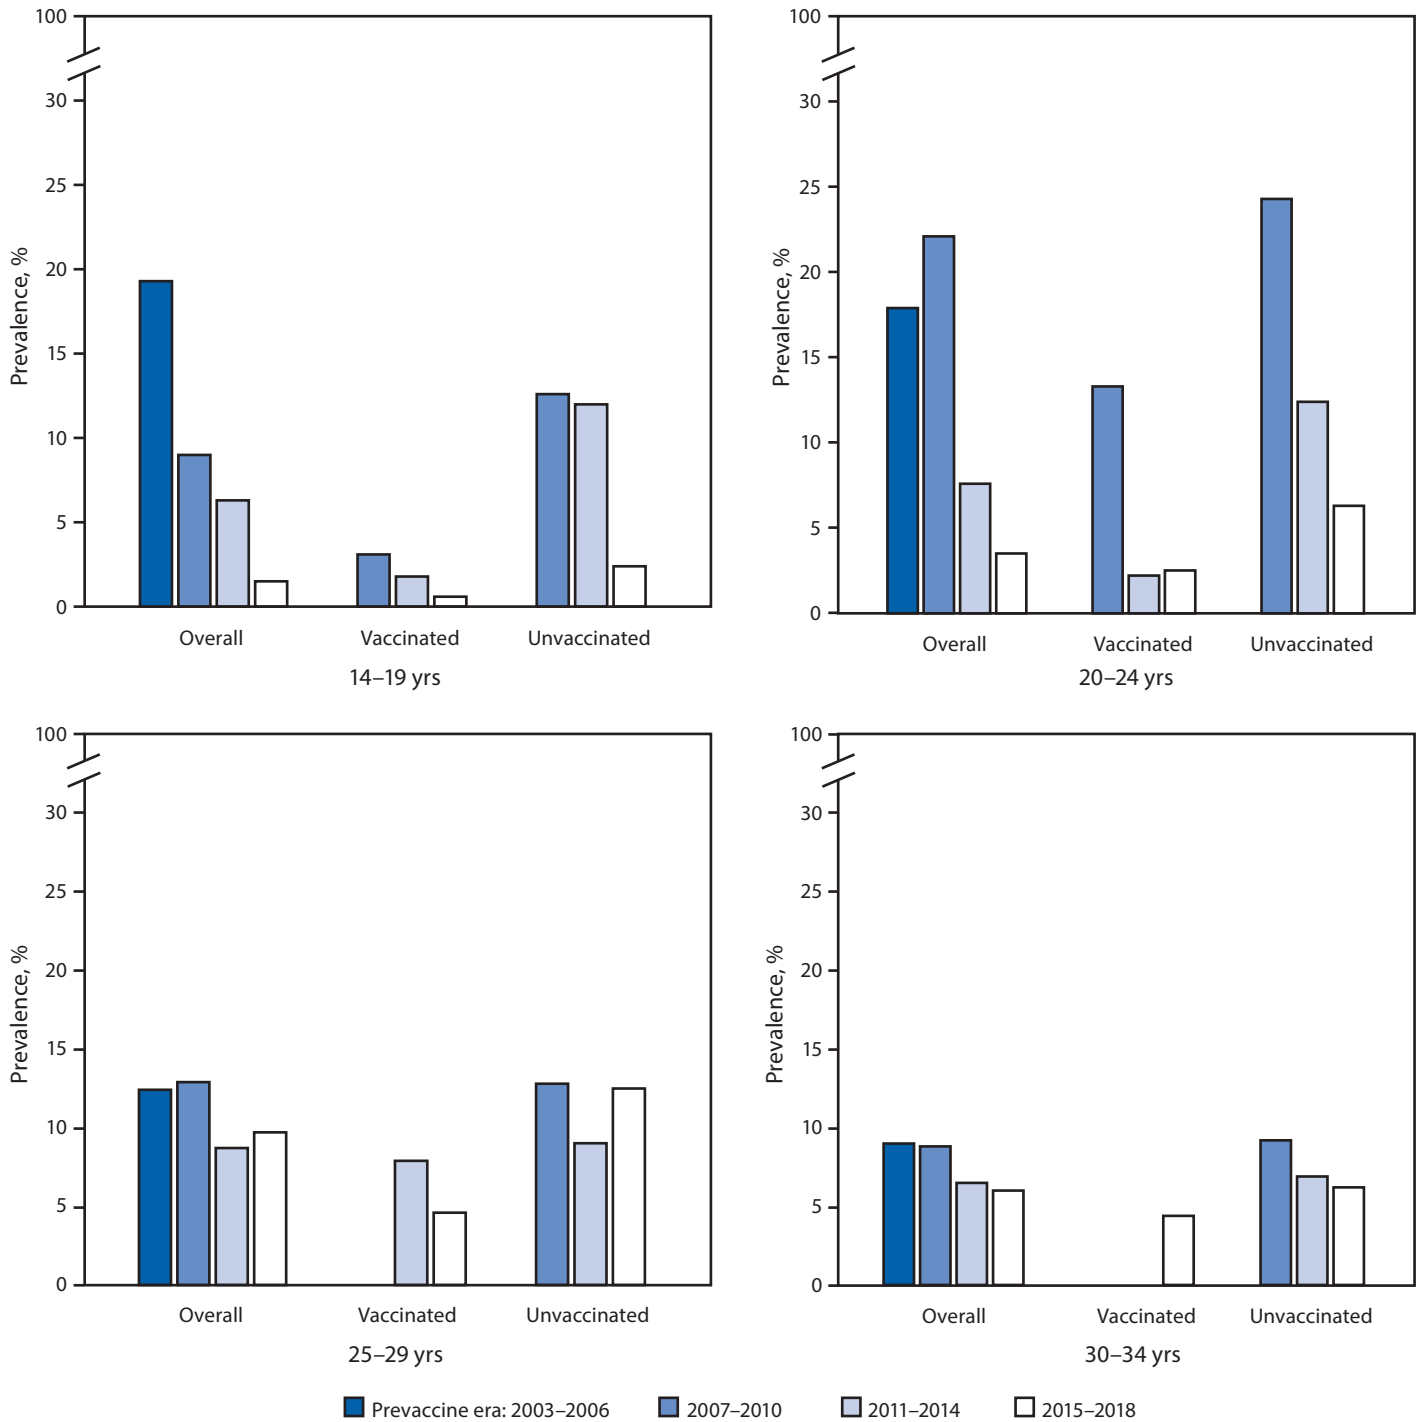 100
30
25
20
15
10
5
0
Prevalence, %
Overall Vaccinated Unvaccinated
14–19 yrs
100
30
25
20
15
10
5
0
Prevalence, %
Overall Vaccinated Unvaccinated
20–24 yrs
100
30
25
20
15
10
5
0
Prevalence, %
Overall Vaccinated Unvaccinated
25–29 yrs
100
30
25
20
15
10
5
0
Prevalence, %
Overall Vaccinated Unvaccinated
30–34 yrs
Prevaccine era: 2003–2006 2007–2010 2011–2014 2015–2018